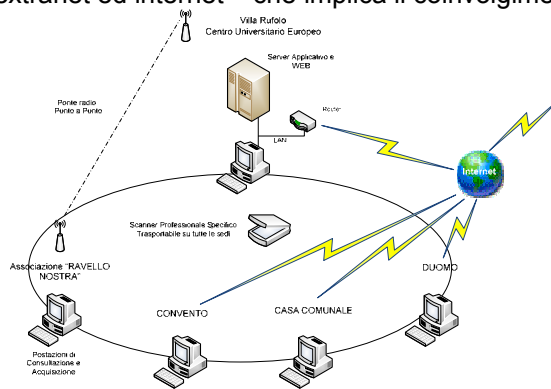 extranet ed internet – che implica il coinvolgime
Villa Rufolo
Centro Universitario Europeo
Server Applicativo e
WEB
Ponte radio
Punto a Punto
Router
LAN
Internet
Scanner Professionale Specifico
Trasportabile su tutte le sedi
Associazione "RAVELLO
NOSTRA"
DUOMO
CONVENTO
CASA COMUNALE
Postazioni di
Consultazione e
Acquisizione